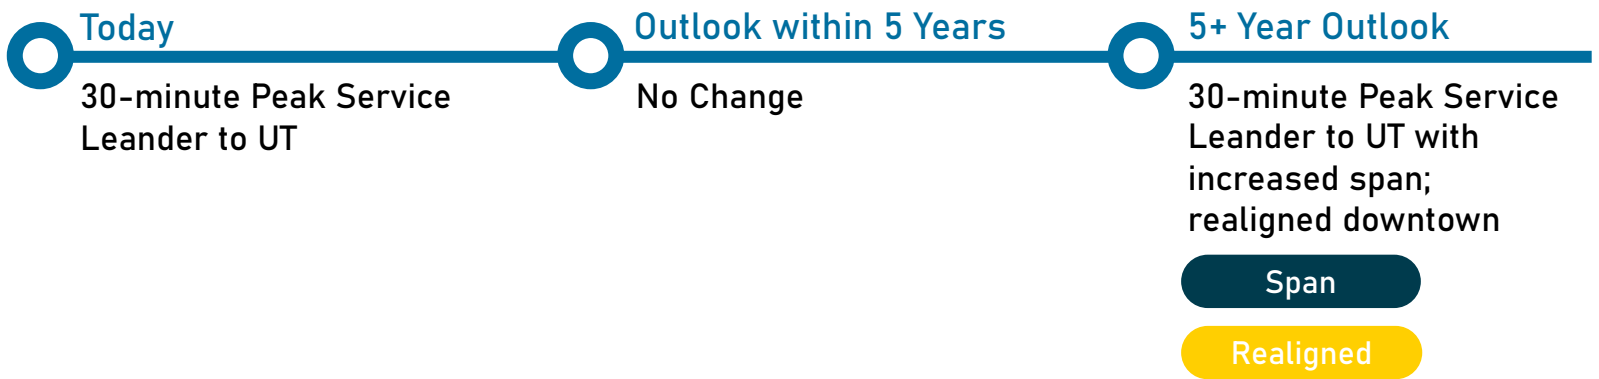 Today
30-minute Peak Service
Leander to UT
Outlook within 5 Years
No Change
5+ Year Outlook
30-minute Peak Service
Leander to UT with
increased span;
realigned downtown
Span
Realigned